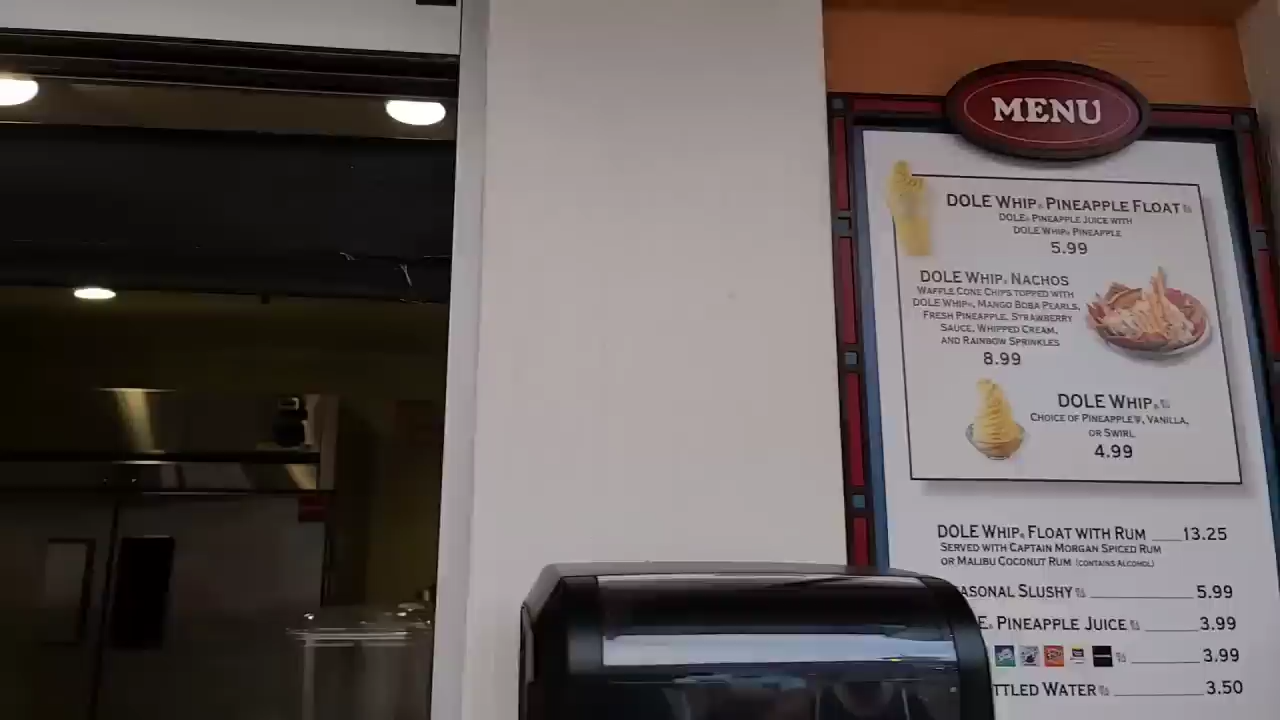 MENU
DOLE WHIP® PINEAPPLE FLOAT
DOLE® PINEAPPLE JUICE WITH
DOLE WHIP® PINEAPPLE
5.99
DOLE WHIP® NACHOS
WAFFLE CONE CHIPS TOPPED WITH
DOLE WHIP®, MANGO BOBA PEARLS,
FRESH PINEAPPLE, STRAWBERRY
SAUCE, WHIPPED CREAM,
AND RAINBOW SPRINKLES
8.99
DOLE WHIP®
CHOICE OF PINEAPPLE, VANILLA,
OR SWIRL
4.99
DOLE WHIP® FLOAT WITH RUM 13.25
SERVED WITH CAPTAIN MORGAN SPICED RUM
OR MALIBU COCONUT RUM (CONTAINS ALCOHOL)
ASONAL SLUSHY 5.99
E® PINEAPPLE JUICE 3.99
3.99
TTLED WATER 3.50